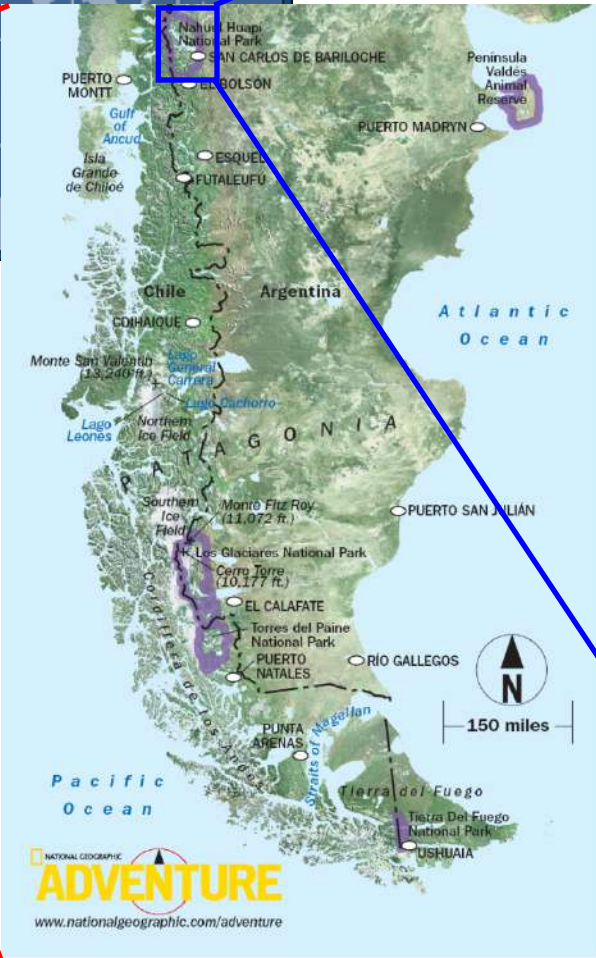 Nahuel Huapi
National Park
SAN CARLOS DE BARILOCHE
Península
Valdés
Animal
Reserve
PUERTO
MONTT
EL BOLSÓN
Gulf
of
Ancud
PUERTO MADRYN
Isla
Grande
de Chiloé
ESQUEL
FUTALEUFÚ
Chile
Argentina
Atlantic
Ocean
COIHAIQUE
Monte San Valentín
(13,240 ft.)
Lago
General
Carrera
Lago Cachorro
Lago
Leones
Northern
Ice Field
PATAGONIA
Southern
Ice
Field
Monte Fitz Roy
(11,072 ft.)
PUERTO SAN JULIÁN
Los Glaciares National Park
Cerro Torre
(10,177 ft.)
EL CALAFATE
Torres del Paine
National Park
PUERTO
NATALES
RÍO GALLEGOS
N
150 miles
Cordillera de los Andes
PUNTA
ARENAS
Straits of Magellan
Pacific
Ocean
Tierra del Fuego
Tierra Del Fuego
National Park
USHUAIA
NATIONAL GEOGRAPHIC
ADVENTURE
www.nationalgeographic.com/adventure